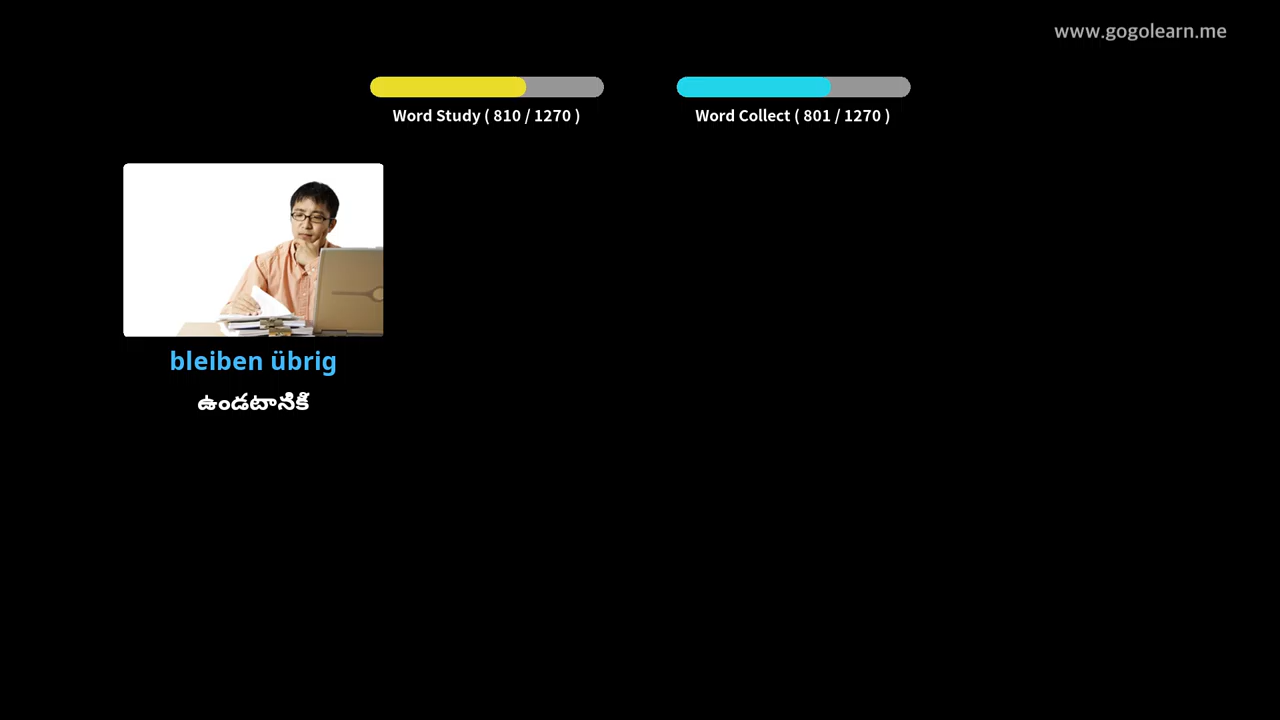 www.gogolearn.me
Word Study ( 810 / 1270 )
Word Collect ( 801 / 1270 )
bleiben übrig
ఉండటానికి